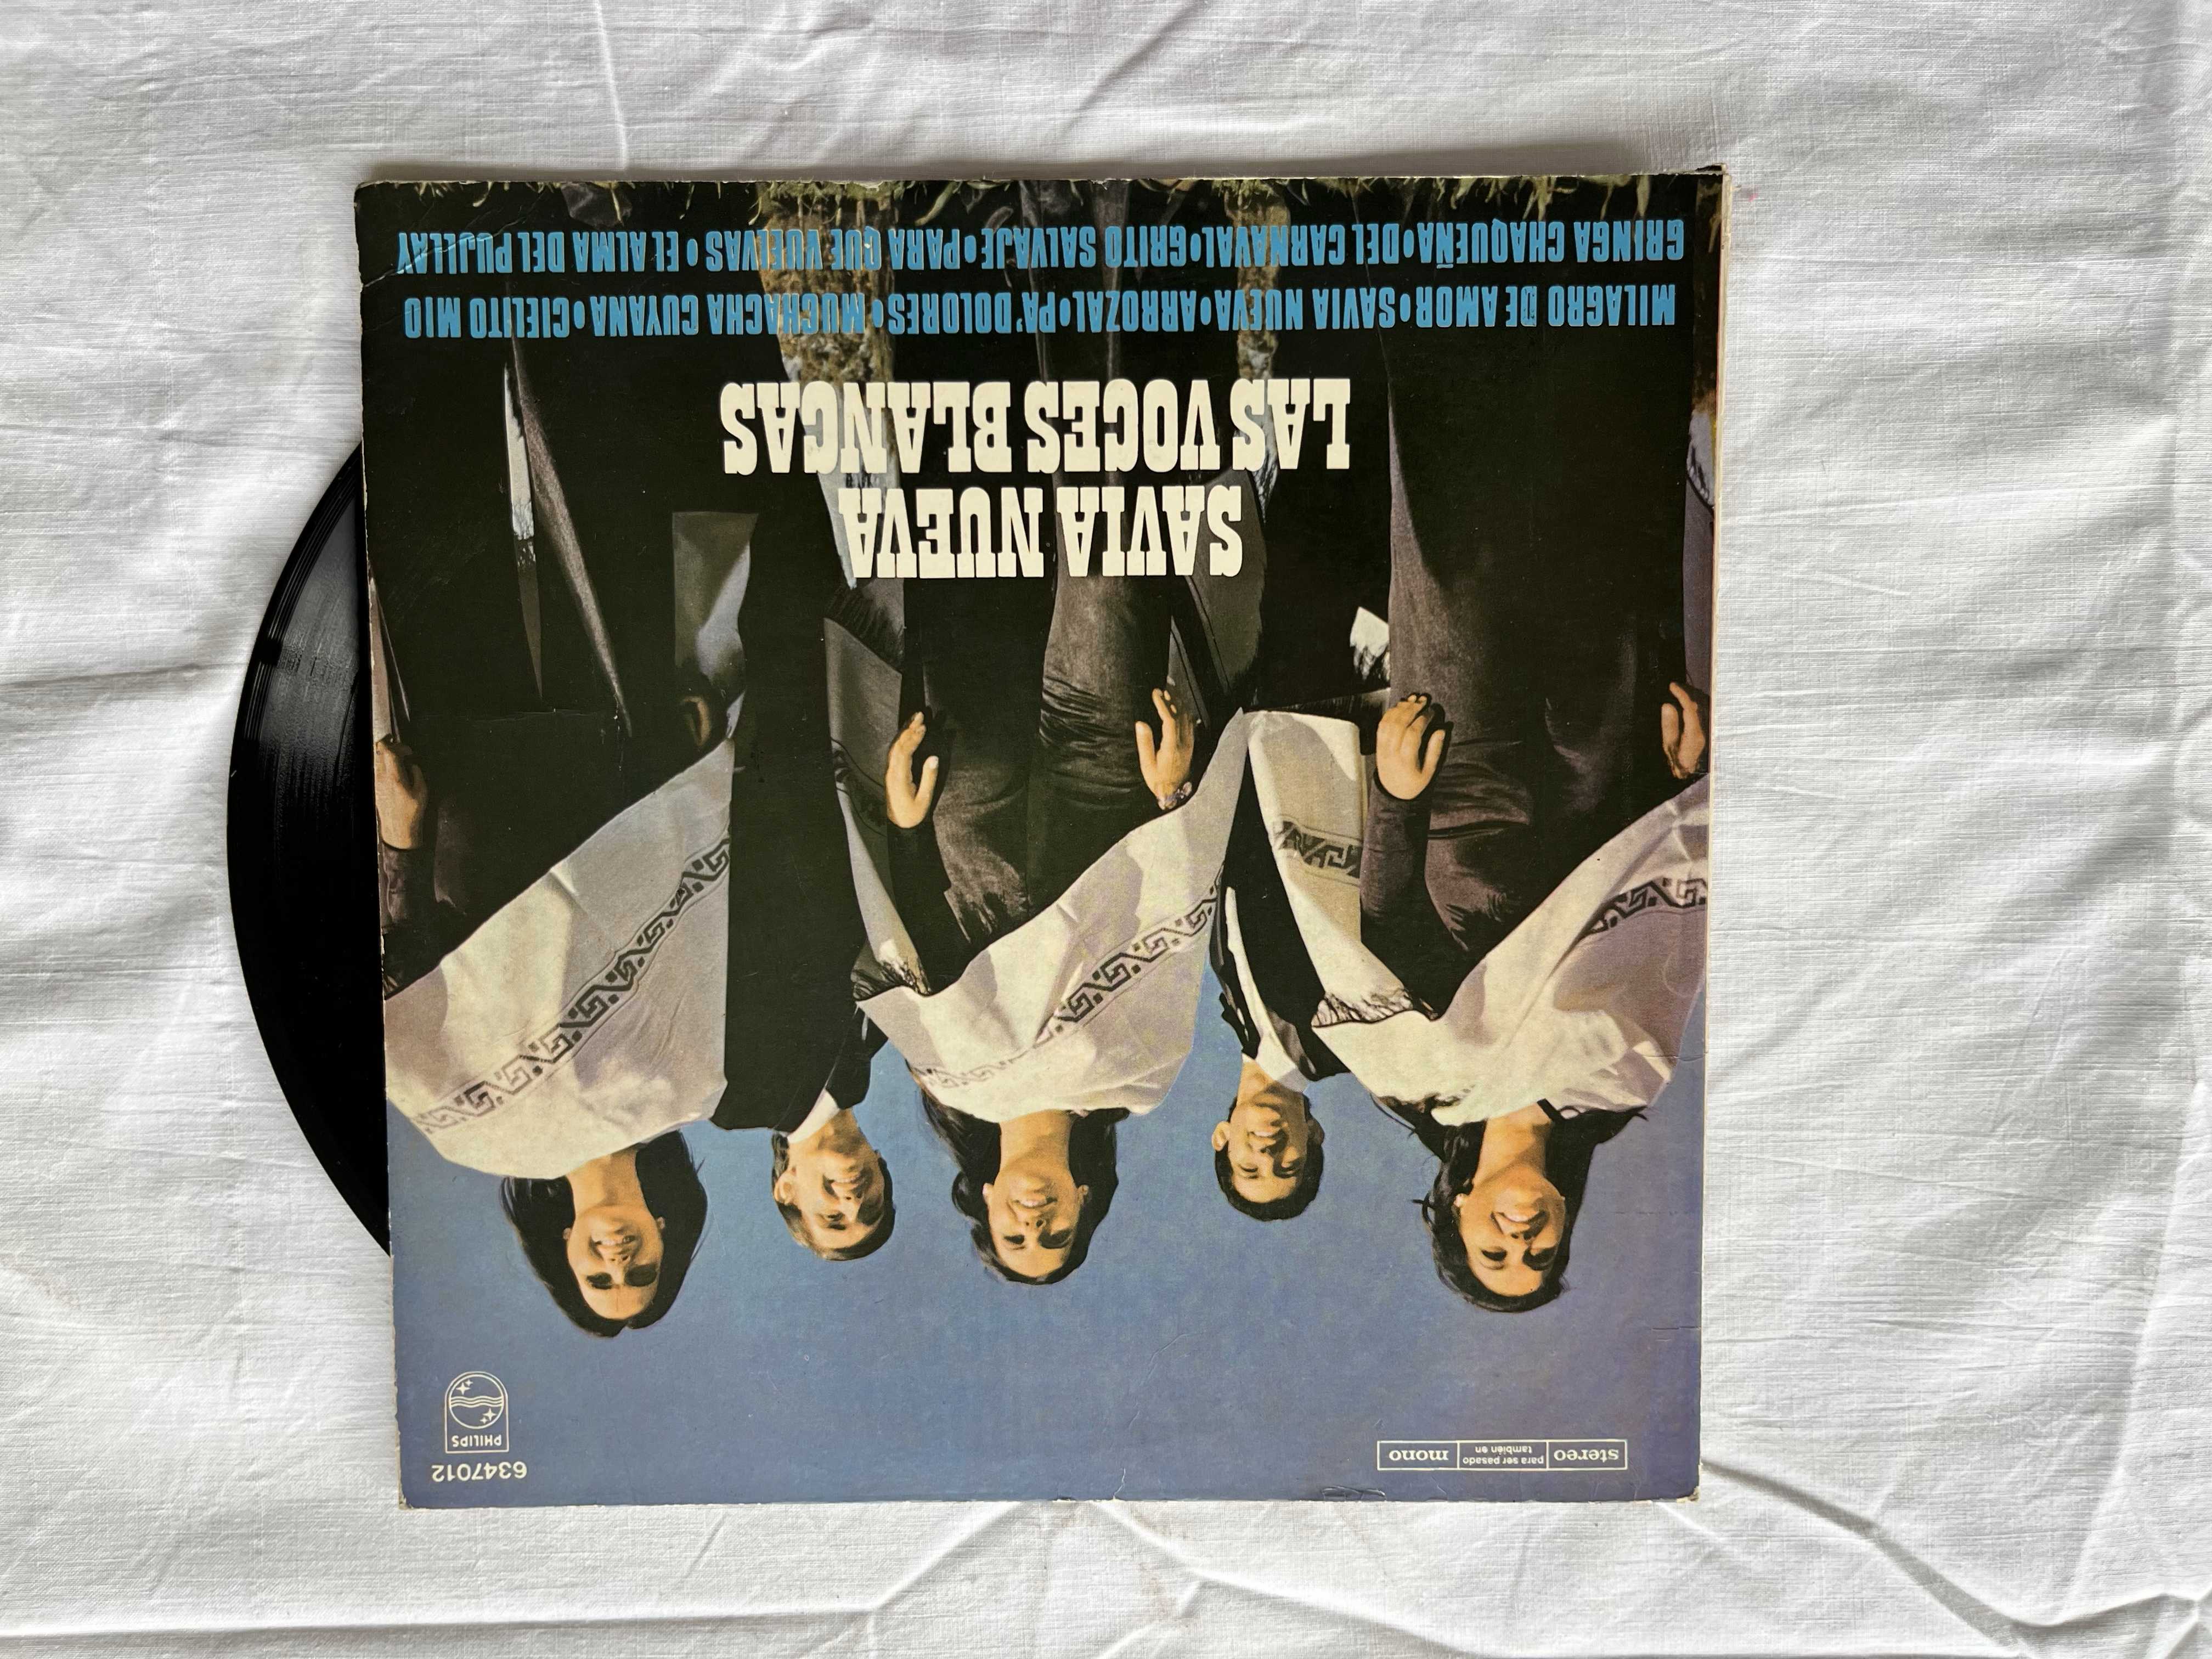 stereo para ser pasado también en mono
6347012
PHILIPS
SAVIA NUEVA
LAS VOCES BLANCAS
MILAGRO DE AMOR•SAVIA NUEVA•ARROZAL•PA'DOLORES•MUCHACHA CUYANA•CIELITO MIO
GRINGA CHAQUEÑA•DEL CARNAVAL•GRITO SALVAJE•PARA QUE VUELVAS•EL ALMA DEL PUJLLAY